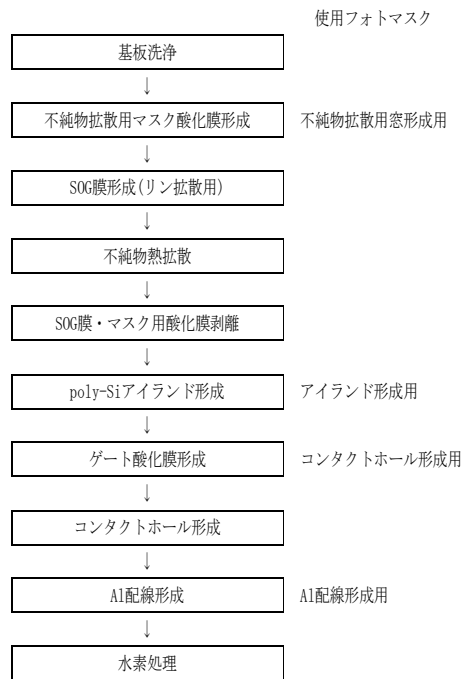 使用フォトマスク
基板洗浄
↓
不純物拡散用マスク酸化膜形成 不純物拡散用窓形成用
↓
SOG膜形成(リン拡散用)
↓
不純物熱拡散
↓
SOG膜・マスク用酸化膜剥離
↓
poly-Siアイランド形成 アイランド形成用
↓
ゲート酸化膜形成 コンタクトホール形成用
↓
コンタクトホール形成
↓
Al配線形成 Al配線形成用
↓
水素処理